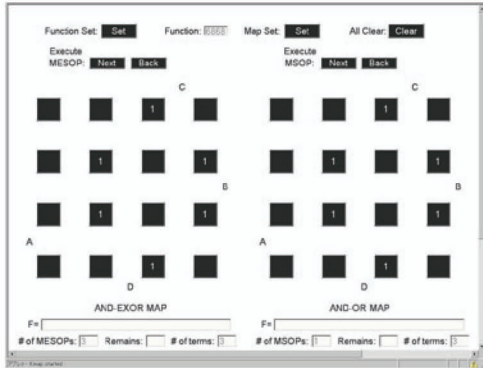 Function Set: Set Function: 6868 Map Set: Set All Clear: Clear
Execute
MESOP: Next Back
Execute
MSOP: Next Back
C
1
1 1
B
1 1
A
1
D
AND-EXOR MAP
F=
# of MESOPs: 3 Remains: # of terms: 3
C
1
1 1
B
1 1
A
1
D
AND-OR MAP
F=
# of MSOPs: 1 Remains: # of terms: 3